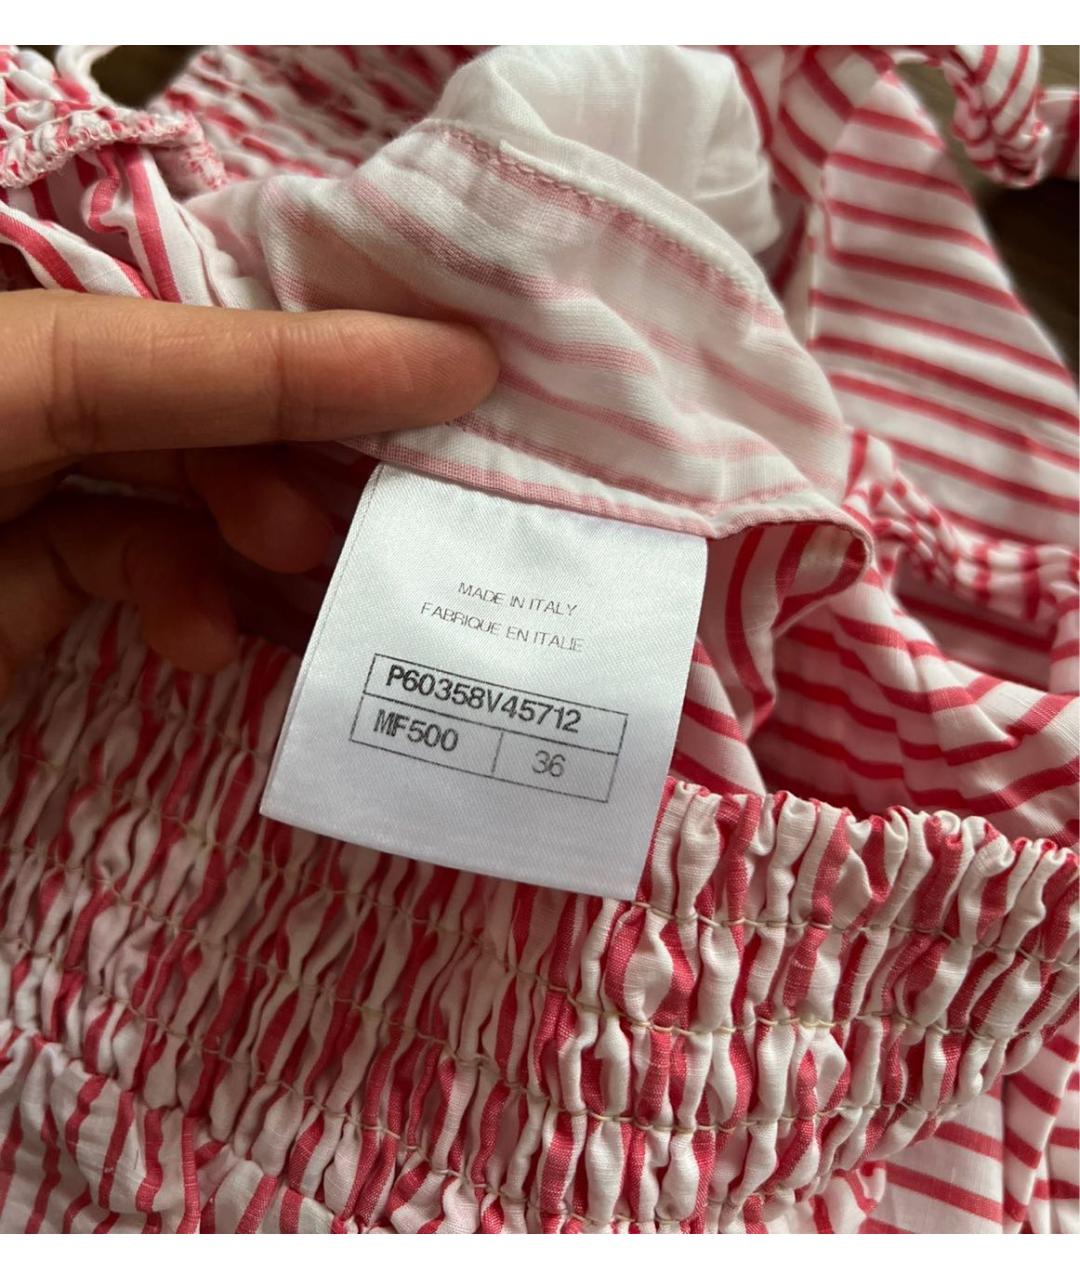 MADE IN ITALY
FABRIQUE EN ITALIE
P60358V45712
MF500 36